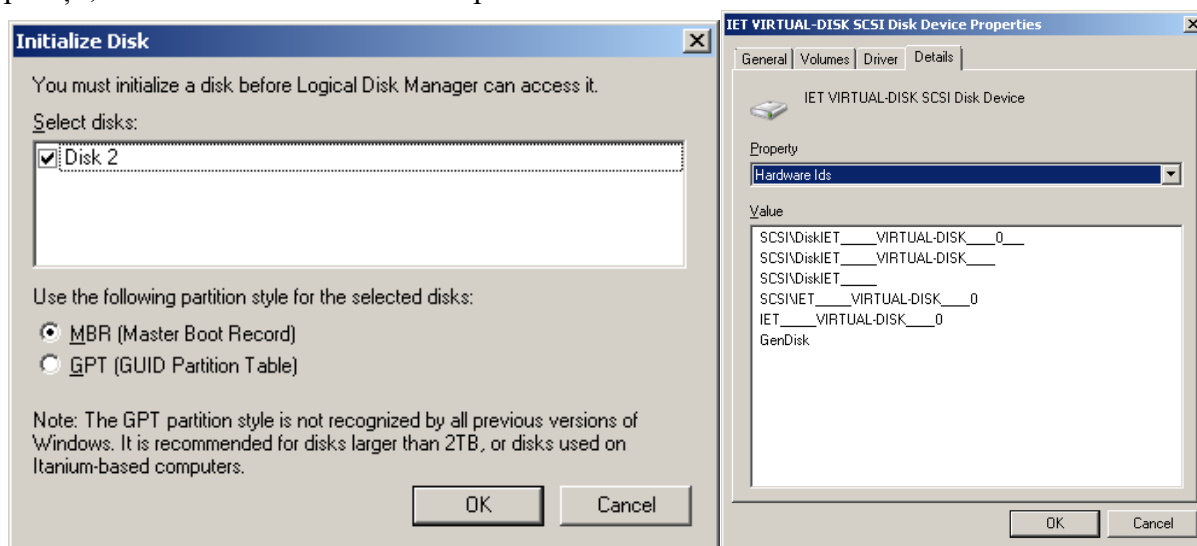 Initialize Disk
You must initialize a disk before Logical Disk Manager can access it.
Select disks:
Disk 2
Use the following partition style for the selected disks:
MBR (Master Boot Record)
GPT (GUID Partition Table)
Note: The GPT partition style is not recognized by all previous versions of
Windows. It is recommended for disks larger than 2TB, or disks used on
Itanium-based computers.
OK Cancel
IET VIRTUAL-DISK SCSI Disk Device Properties
General Volumes Driver Details
IET VIRTUAL-DISK SCSI Disk Device
Property
Hardware Ids
Value
SCSI\DiskIET_____VIRTUAL-DISK____0___
SCSI\DiskIET_____VIRTUAL-DISK____
SCSI\DiskIET_____
SCSI\IET_____VIRTUAL-DISK____0
IET_____VIRTUAL-DISK____0
GenDisk
OK Cancel